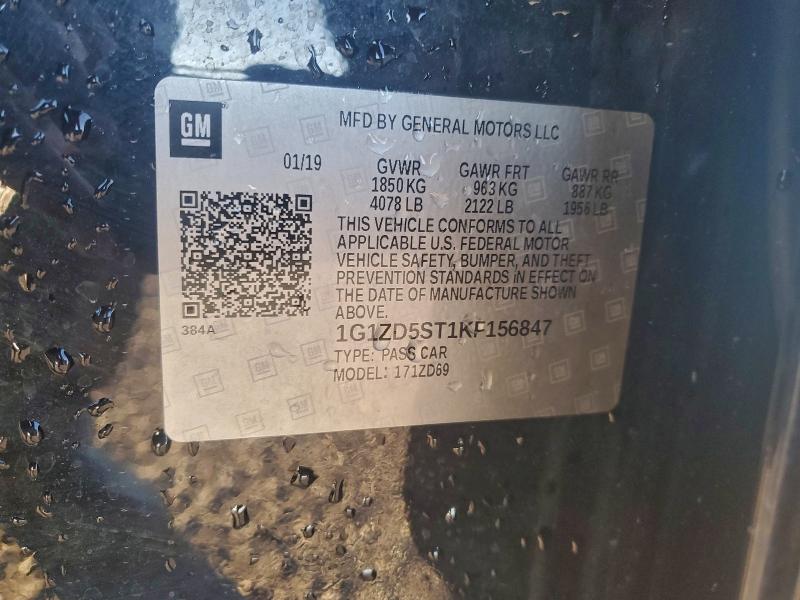 GM
MFD BY GENERAL MOTORS LLC
01/19 GVWR GAWR FRT GAWR RR
1850 KG 963 KG 887 KG
4078 LB 2122 LB 1956 LB
THIS VEHICLE CONFORMS TO ALL
APPLICABLE U.S. FEDERAL MOTOR
VEHICLE SAFETY, BUMPER, AND THEFT
PREVENTION STANDARDS IN EFFECT ON
THE DATE OF MANUFACTURE SHOWN
ABOVE.
384A
1G1ZD5ST1KF156847
TYPE: PASS CAR
MODEL: 171ZD69